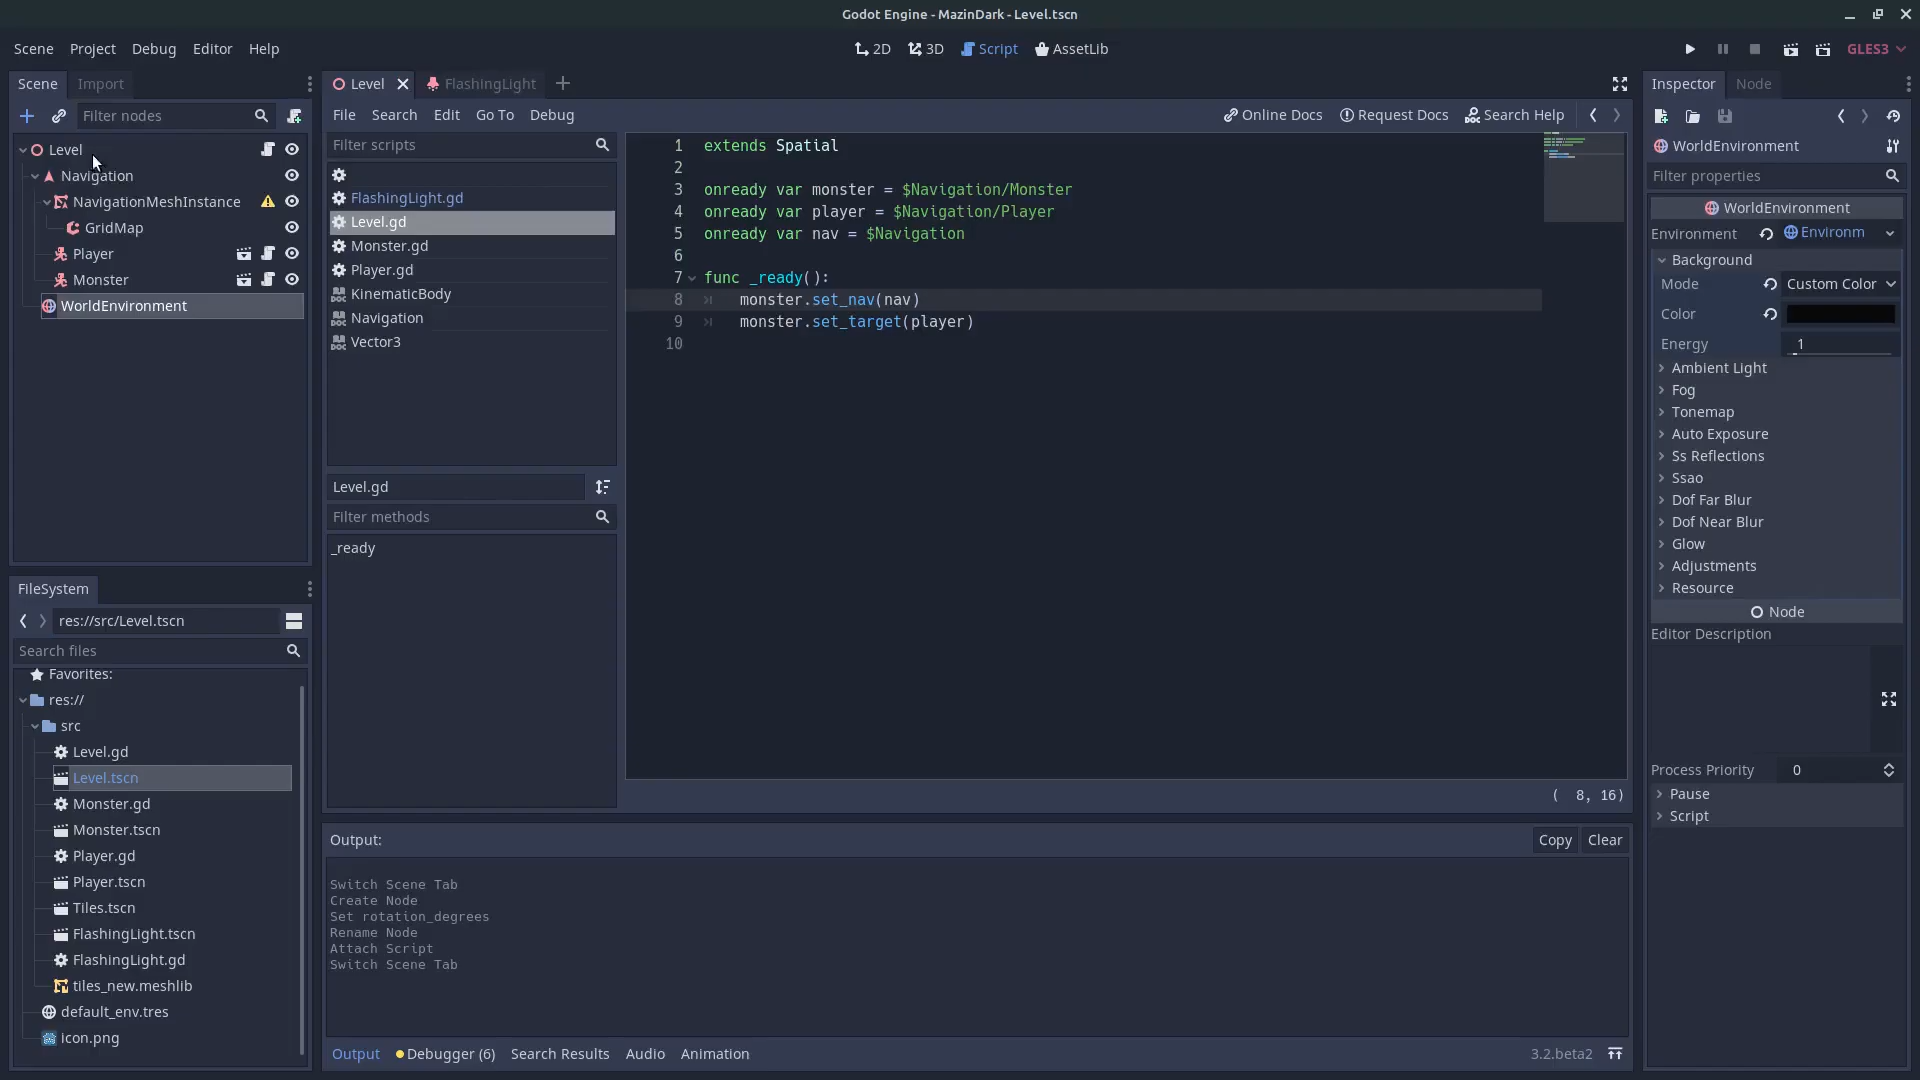 Godot Engine - MazinDark - Level.tscn
Scene Project Debug Editor Help
2D 3D Script AssetLib
GLES3
Scene Import
Filter nodes
Level
Navigation
NavigationMeshInstance
GridMap
Player
Monster
WorldEnvironment
FileSystem
res://src/Level.tscn
Search files
Favorites:
res://
src
Level.gd
Level.tscn
Monster.gd
Monster.tscn
Player.gd
Player.tscn
Tiles.tscn
FlashingLight.tscn
FlashingLight.gd
tiles_new.meshlib
default_env.tres
icon.png
Level FlashingLight
File Search Edit Go To Debug
Online Docs Request Docs Search Help
Filter scripts
FlashingLight.gd
Level.gd
Monster.gd
Player.gd
KinematicBody
Navigation
Vector3
Level.gd
Filter methods
_ready
1 extends Spatial
2
3 onready var monster = $Navigation/Monster
4 onready var player = $Navigation/Player
5 onready var nav = $Navigation
6
7 func _ready():
8 monster.set_nav(nav)
9 monster.set_target(player)
10
( 8, 16)
Output:
Copy Clear
Switch Scene Tab
Create Node
Set rotation_degrees
Rename Node
Attach Script
Switch Scene Tab
Output Debugger (6) Search Results Audio Animation
3.2.beta2
Inspector Node
WorldEnvironment
Filter properties
WorldEnvironment
Environment Environm
Background
Mode Custom Color
Color
Energy 1
Ambient Light
Fog
Tonemap
Auto Exposure
Ss Reflections
Ssao
Dof Far Blur
Dof Near Blur
Glow
Adjustments
Resource
Node
Editor Description
Process Priority 0
Pause
Script